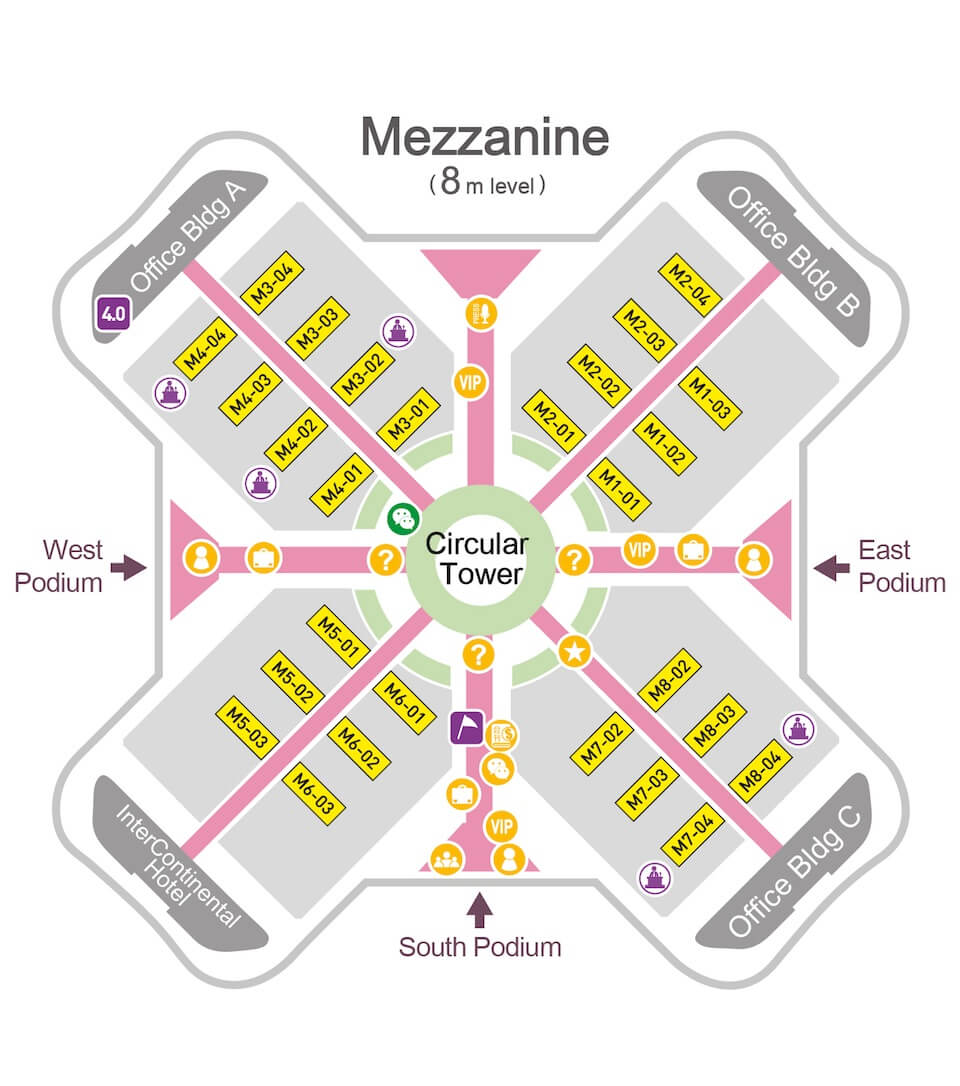 Mezzanine
(8 m level)
Office Bldg A
Office Bldg B
4.0
M3-04
M3-03
M3-02
M3-01
M4-04
M4-03
M4-02
M4-01
M2-04
M2-03
M2-02
M2-01
M1-03
M1-02
M1-01
PRESS
VIP
West
Podium
?
Circular
Tower
?
VIP
East
Podium
M5-01
M5-02
M5-03
M6-01
M6-02
M6-03
?
$
VIP
M8-02
M8-03
M8-04
M7-02
M7-03
M7-04
InterContinental
Hotel
Office Bldg C
South Podium